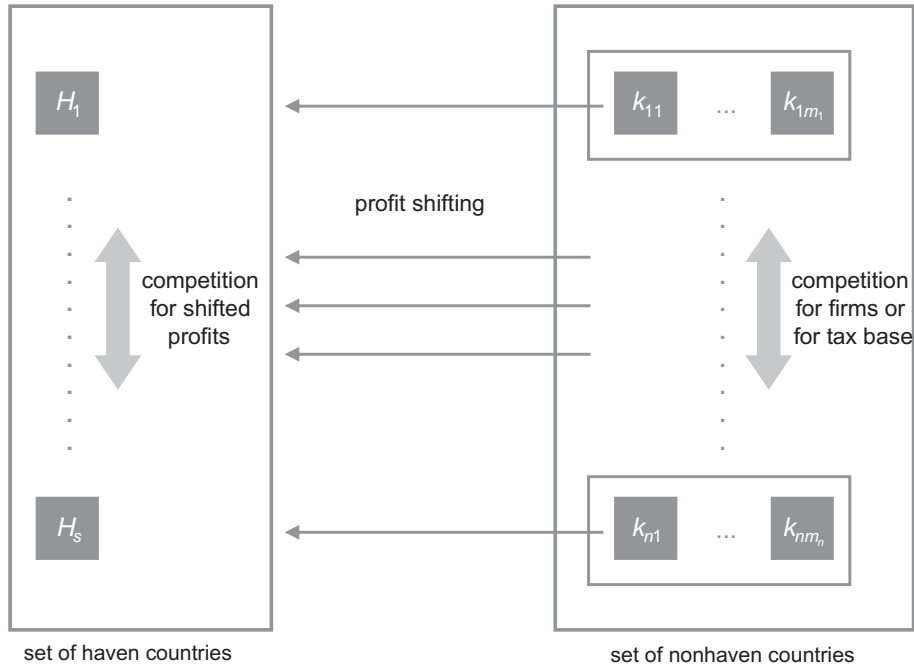 H₁
k₁₁ ... k₁ₘ₁
profit shifting
competition
for shifted
profits
competition
for firms or
for tax base
Hₛ
kₙ₁ ... kₙₘₙ
set of haven countries
set of nonhaven countries